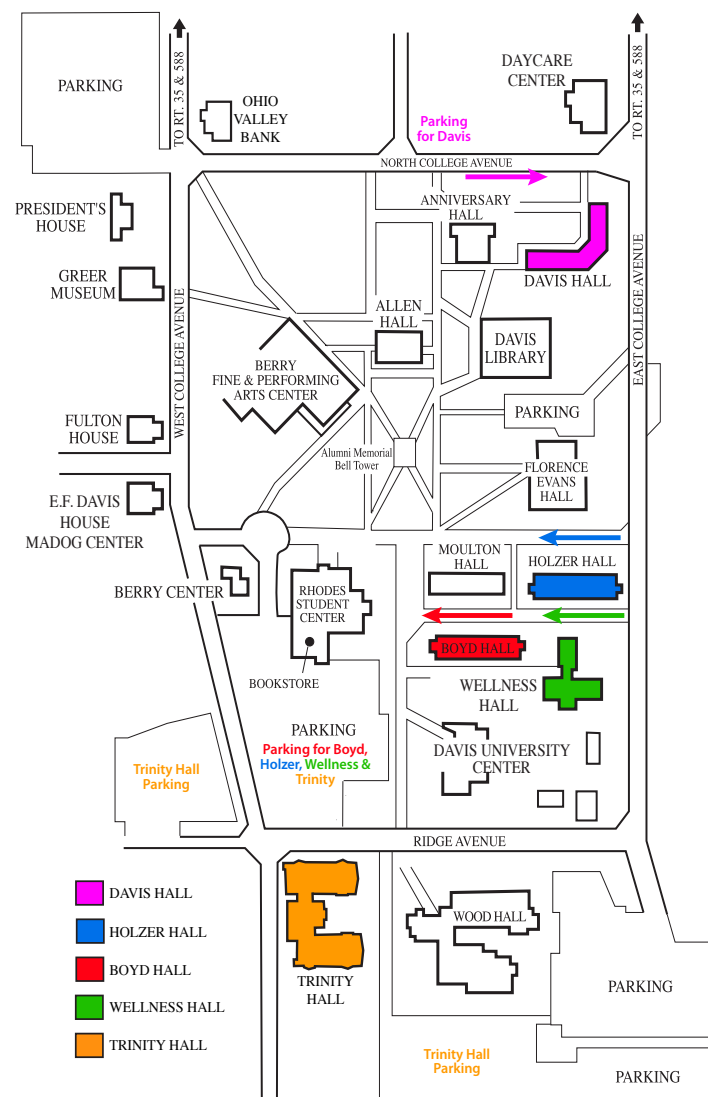 PARKING
TO RT. 35 & 588
OHIO
VALLEY
BANK
DAYCARE
CENTER
TO RT. 35 & 588
Parking
for Davis
NORTH COLLEGE AVENUE
PRESIDENT'S
HOUSE
ANNIVERSARY
HALL
GREER
MUSEUM
DAVIS HALL
WEST COLLEGE AVENUE
EAST COLLEGE AVENUE
ALLEN
HALL
DAVIS
LIBRARY
BERRY
FINE & PERFORMING
ARTS CENTER
FULTON
HOUSE
PARKING
Alumni Memorial
Bell Tower
FLORENCE
EVANS
HALL
E.F. DAVIS
HOUSE
MADOG CENTER
MOULTON
HALL
HOLZER HALL
BERRY CENTER
RHODES
STUDENT
CENTER
BOYD HALL
BOOKSTORE
WELLNESS
HALL
PARKING
Parking for Boyd,
Holzer, Wellness &
Trinity
DAVIS UNIVERSITY
CENTER
Trinity Hall
Parking
RIDGE AVENUE
DAVIS HALL
HOLZER HALL
BOYD HALL
WELLNESS HALL
TRINITY HALL
TRINITY
HALL
WOOD HALL
PARKING
Trinity Hall
Parking
PARKING